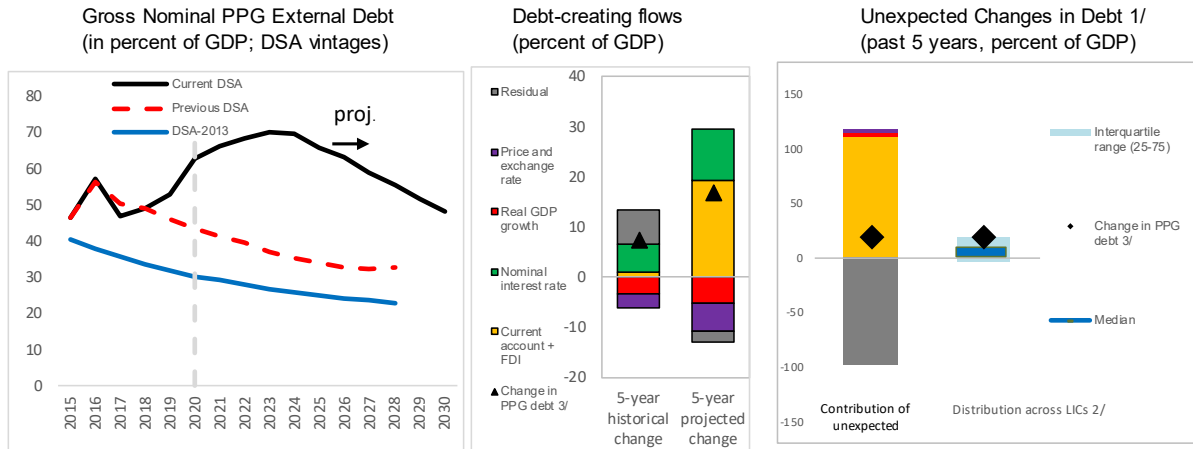 Gross Nominal PPG External Debt
(in percent of GDP; DSA vintages)
Current DSA
Previous DSA
DSA-2013
proj.
80
70
60
50
40
30
20
10
0
2015
2016
2017
2018
2019
2020
2021
2022
2023
2024
2025
2026
2027
2028
2029
2030
Debt-creating flows
(percent of GDP)
Residual
Price and
exchange
rate
Real GDP
growth
Nominal
interest rate
Current
account +
FDI
Change in
PPG debt 3/
40
30
20
10
0
-10
-20
5-year
historical
change
5-year
projected
change
Unexpected Changes in Debt 1/
(past 5 years, percent of GDP)
150
100
50
0
-50
-100
-150
Interquartile
range (25-75)
Change in PPG
debt 3/
Median
Contribution of
unexpected
Distribution across LICs 2/